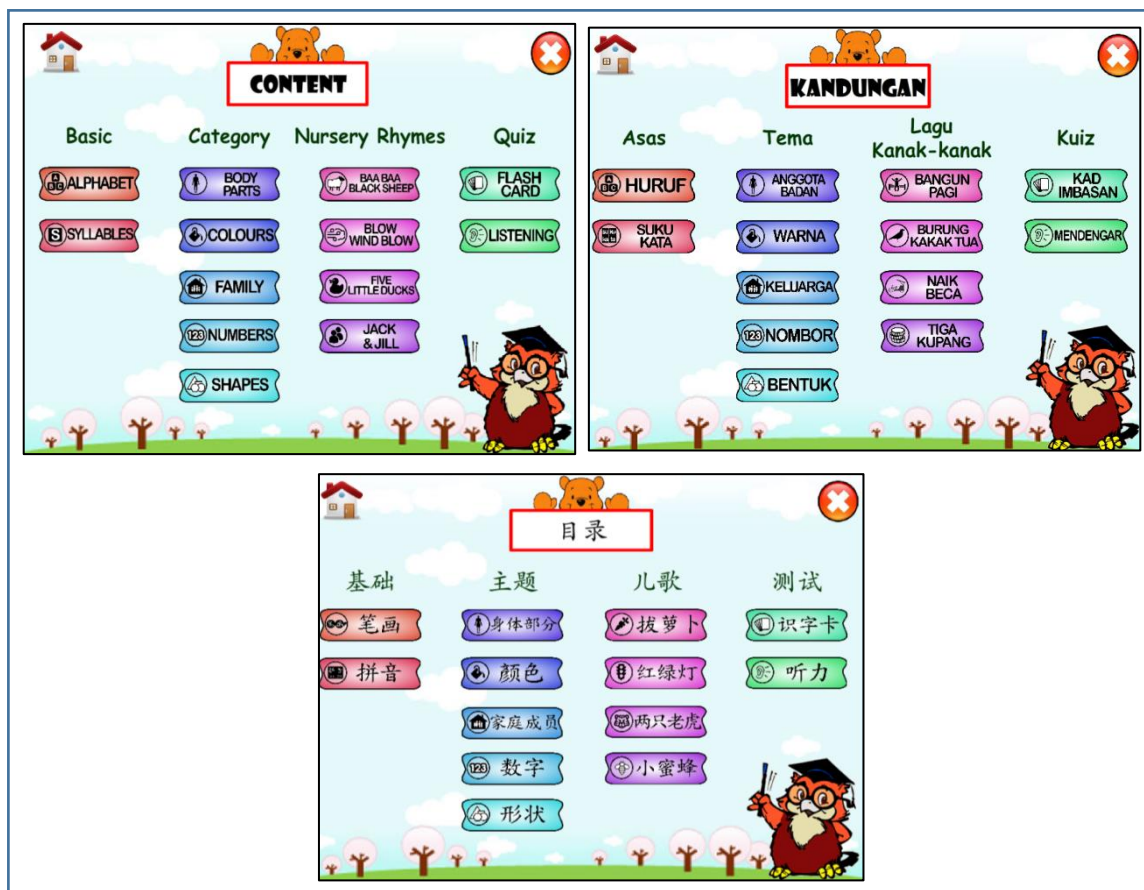 CONTENT
Basic
Category
Nursery Rhymes
Quiz
ALPHABET
SYLLABLES
BODY
PARTS
COLOURS
FAMILY
123 NUMBERS
SHAPES
BAA BAA
BLACK SHEEP
BLOW
WIND BLOW
FIVE
LITTLE DUCKS
JACK
& JILL
FLASH
CARD
LISTENING
KANDUNGAN
Asas
Tema
Lagu
Kanak-kanak
Kuiz
HURUF
SUKU
KATA
ANGGOTA
BADAN
WARNA
KELUARGA
123 NOMBOR
BENTUK
BANGUN
PAGI
BURUNG
KAKAK TUA
NAIK
BECA
TIGA
KUPANG
KAD
IMBASAN
MENDENGAR
目录
基础
主题
儿歌
测试
笔画
拼音
身体部分
颜色
家庭成员
123 数字
形状
拔萝卜
红绿灯
两只老虎
小蜜蜂
识字卡
听力